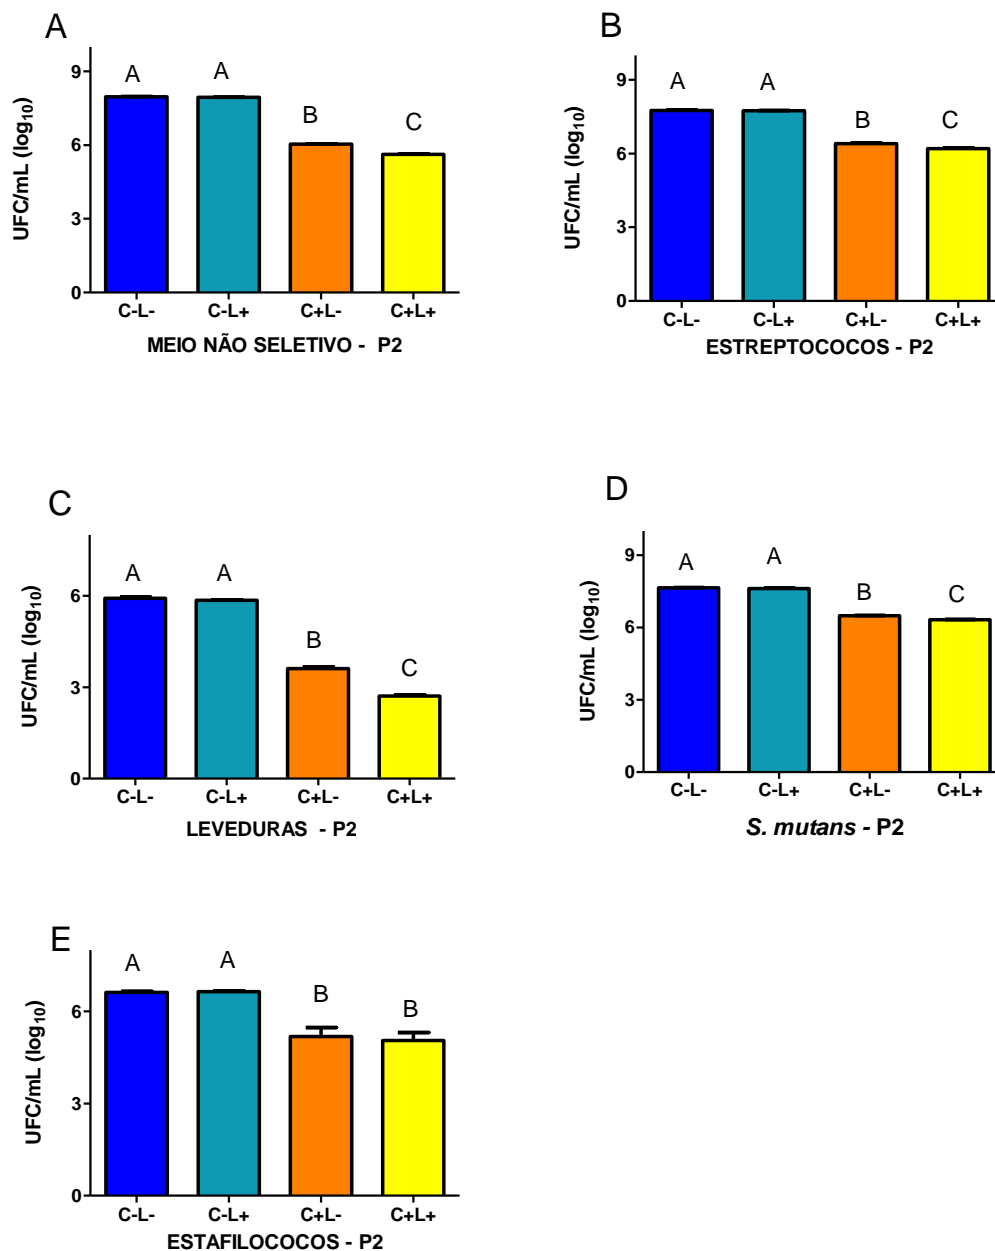 A
UFC/mL (log10)
9
6
3
0
A
A
B
C
C-L-
C-L+
C+L-
C+L+
MEIO NÃO SELETIVO - P2
B
UFC/mL (log10)
9
6
3
0
A
A
B
C
C-L-
C-L+
C+L-
C+L+
ESTREPTOCOCOS - P2
C
UFC/mL (log10)
6
3
0
A
A
B
C
C-L-
C-L+
C+L-
C+L+
LEVEDURAS - P2
D
UFC/mL (log10)
9
6
3
0
A
A
B
C
C-L-
C-L+
C+L-
C+L+
S. mutans - P2
E
UFC/mL (log10)
6
3
0
A
A
B
B
C-L-
C-L+
C+L-
C+L+
ESTAFILOCOCOS - P2